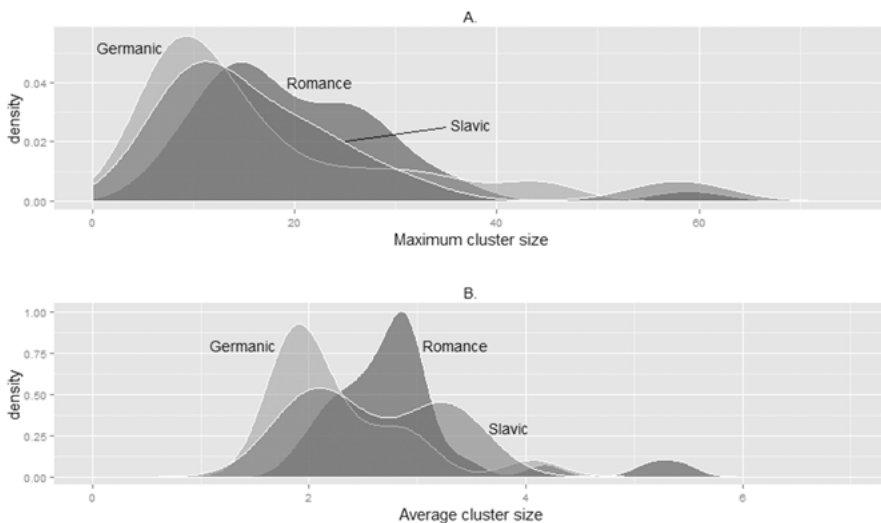 A.
Germanic
Romance
Slavic
density
0.04
0.02
0.00
0
20
40
60
Maximum cluster size
B.
Germanic
Romance
Slavic
density
1.00
0.75
0.50
0.25
0.00
0
2
4
6
Average cluster size